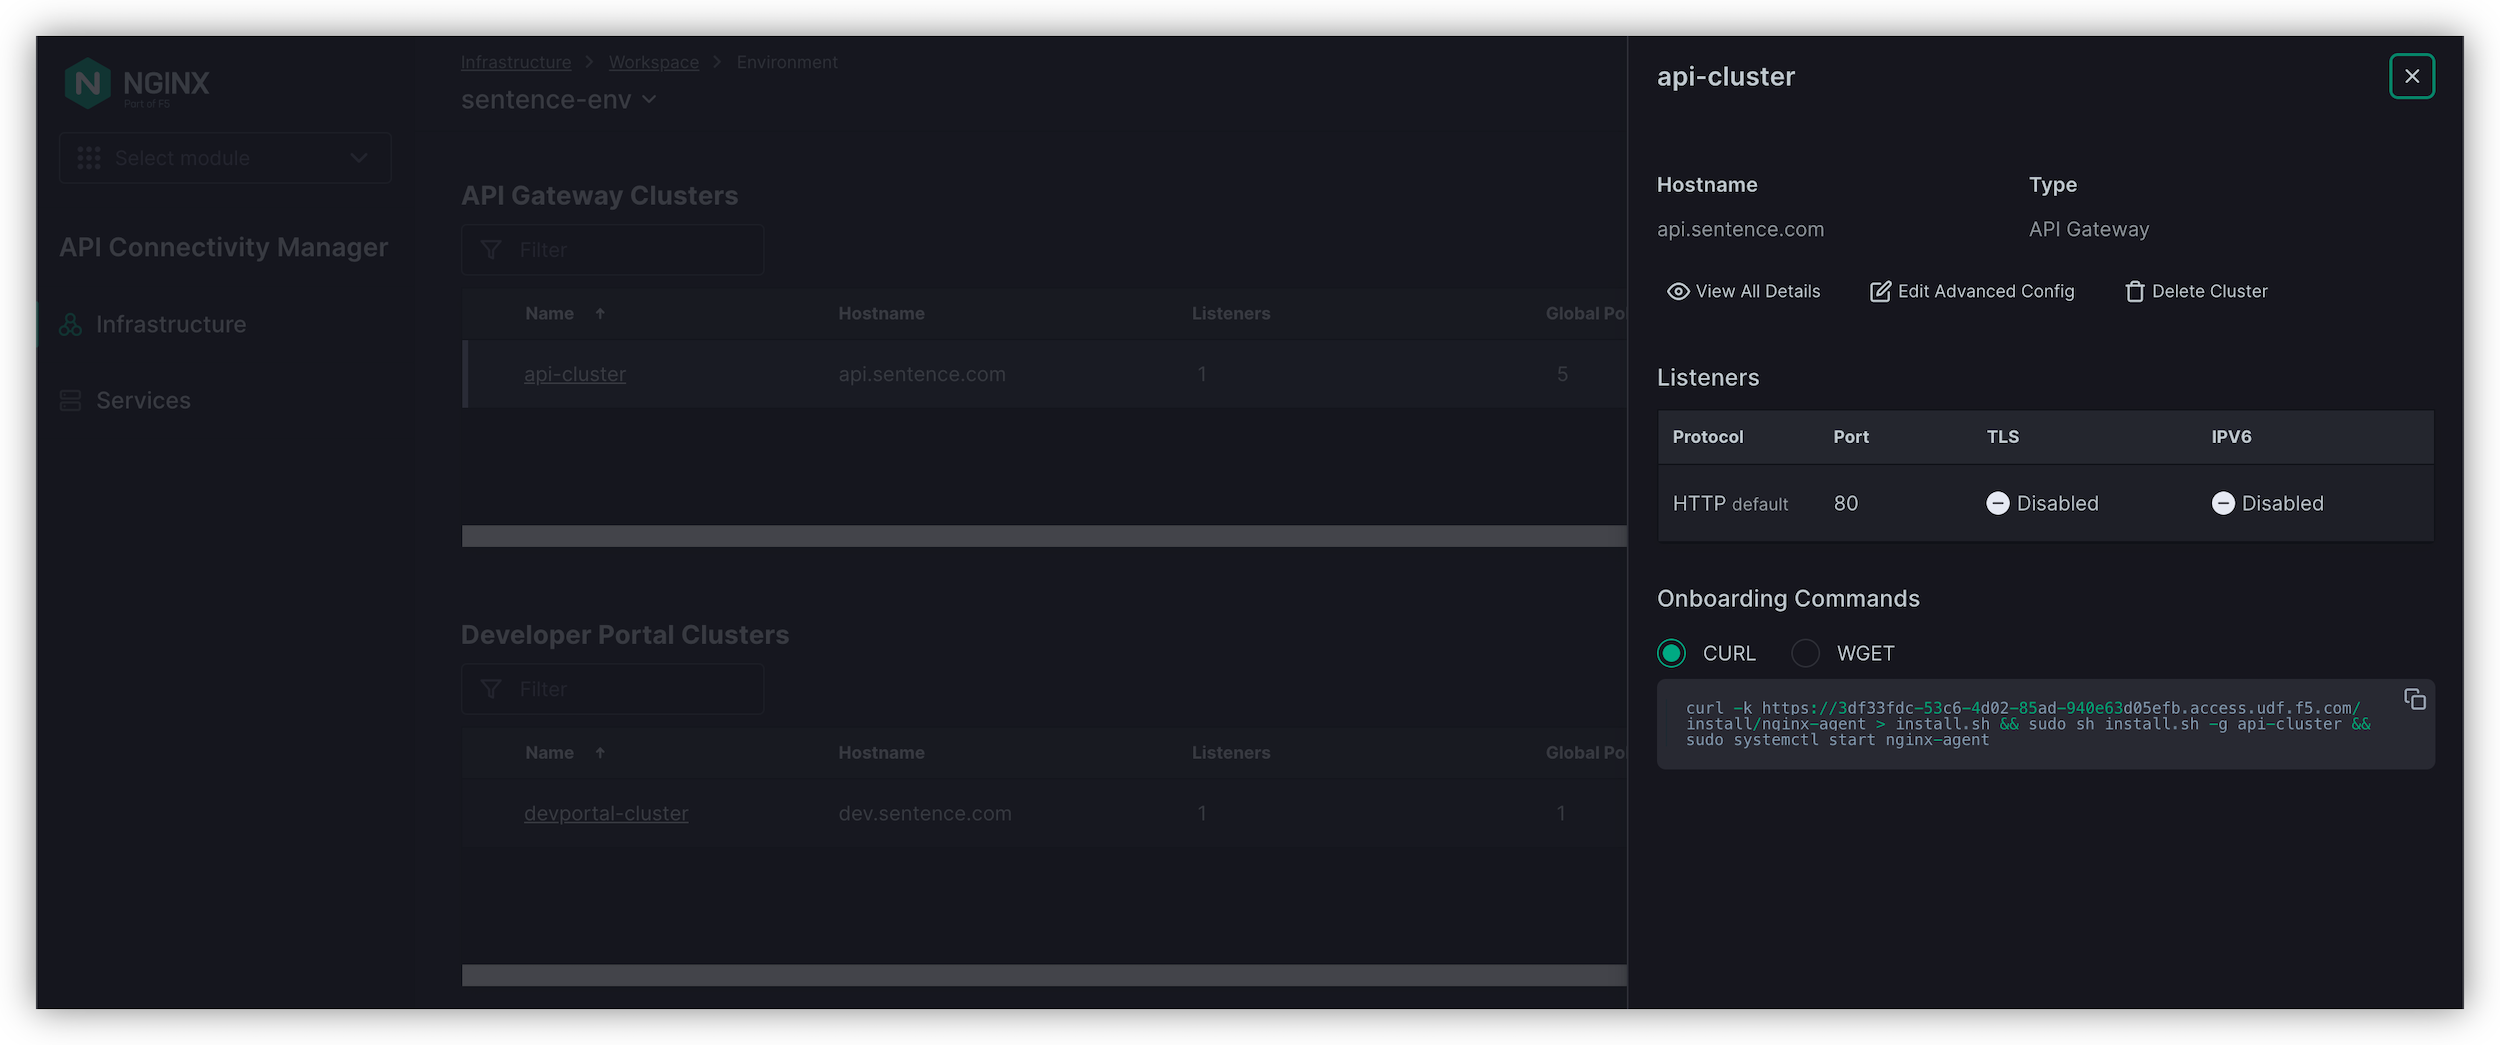 NGINX
Part of F5
Select module
API Connectivity Manager
Infrastructure
Services
Infrastructure > Workspace > Environment
sentence-env
API Gateway Clusters
Filter
Name ↑ Hostname Listeners Global Po
api-cluster api.sentence.com 1 5
Developer Portal Clusters
Filter
Name ↑ Hostname Listeners Global Po
devportal-cluster dev.sentence.com 1 1
api-cluster
Hostname Type
api.sentence.com API Gateway
View All Details Edit Advanced Config Delete Cluster
Listeners
Protocol Port TLS IPV6
HTTP default 80 Disabled Disabled
Onboarding Commands
CURL WGET
curl -k https://3df33fdc-53c6-4d02-85ad-940e63d05efb.access.udf.f5.com/
install/nginx-agent > install.sh && sudo sh install.sh -g api-cluster &&
sudo systemctl start nginx-agent